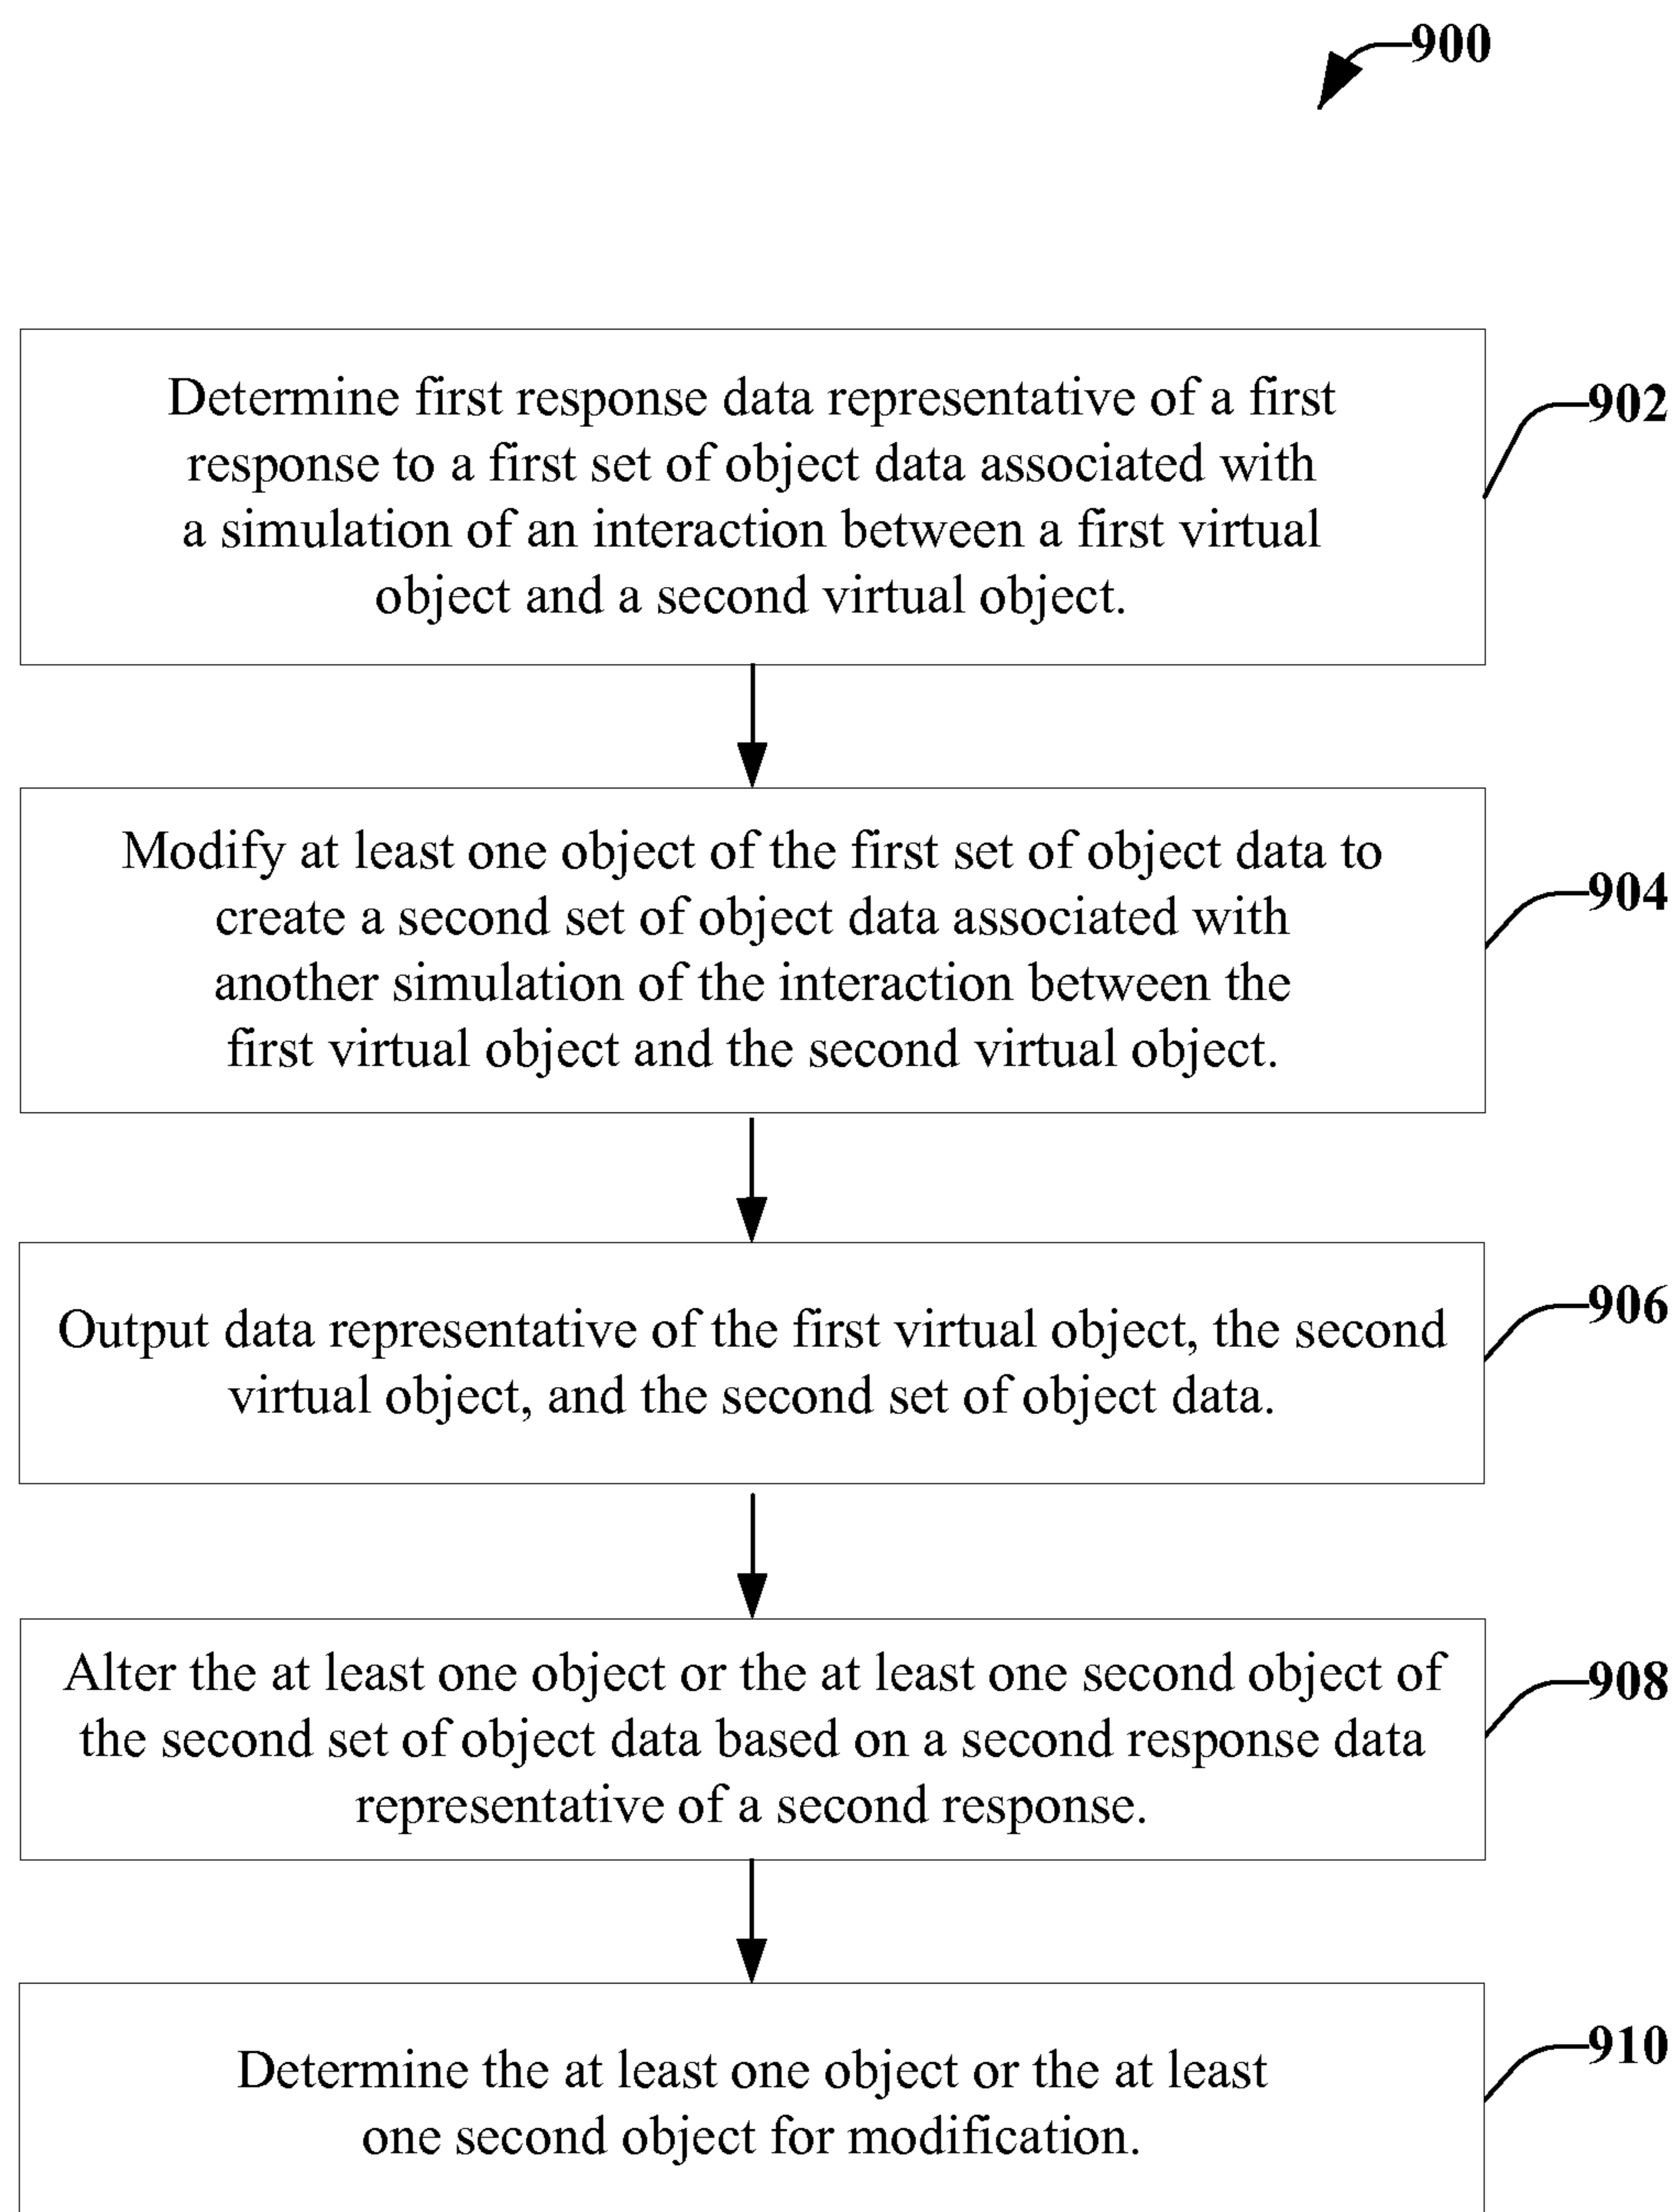 900
Determine first response data representative of a first
response to a first set of object data associated with
a simulation of an interaction between a first virtual
object and a second virtual object.
902
Modify at least one object of the first set of object data to
create a second set of object data associated with
another simulation of the interaction between the
first virtual object and the second virtual object.
904
Output data representative of the first virtual object, the second
virtual object, and the second set of object data.
906
Alter the at least one object or the at least one second object of
the second set of object data based on a second response data
representative of a second response.
908
Determine the at least one object or the at least
one second object for modification.
910